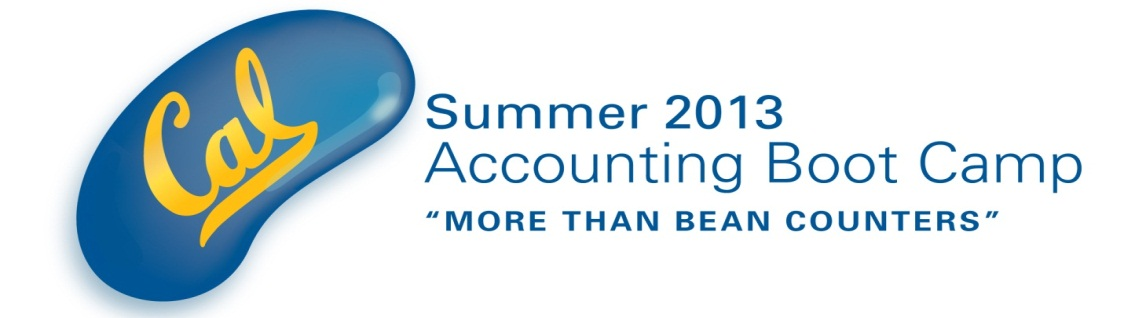 Cal
Summer 2013
Accounting Boot Camp
"MORE THAN BEAN COUNTERS"